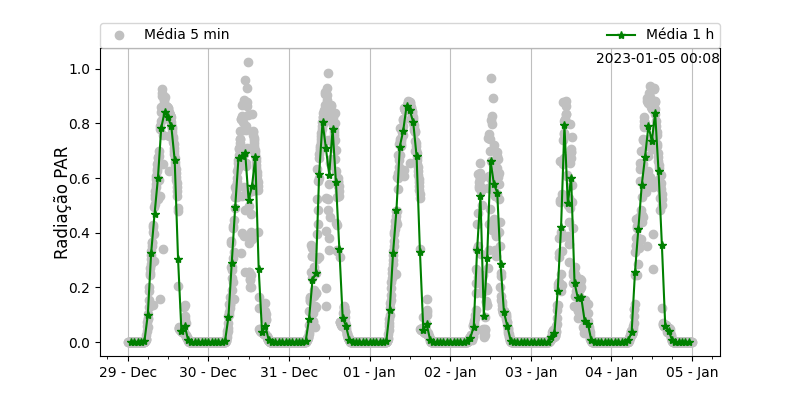 Média 5 min
Média 1 h
2023-01-05 00:08
Radiação PAR
1.0
0.8
0.6
0.4
0.2
0.0
29 - Dec
30 - Dec
31 - Dec
01 - Jan
02 - Jan
03 - Jan
04 - Jan
05 - Jan